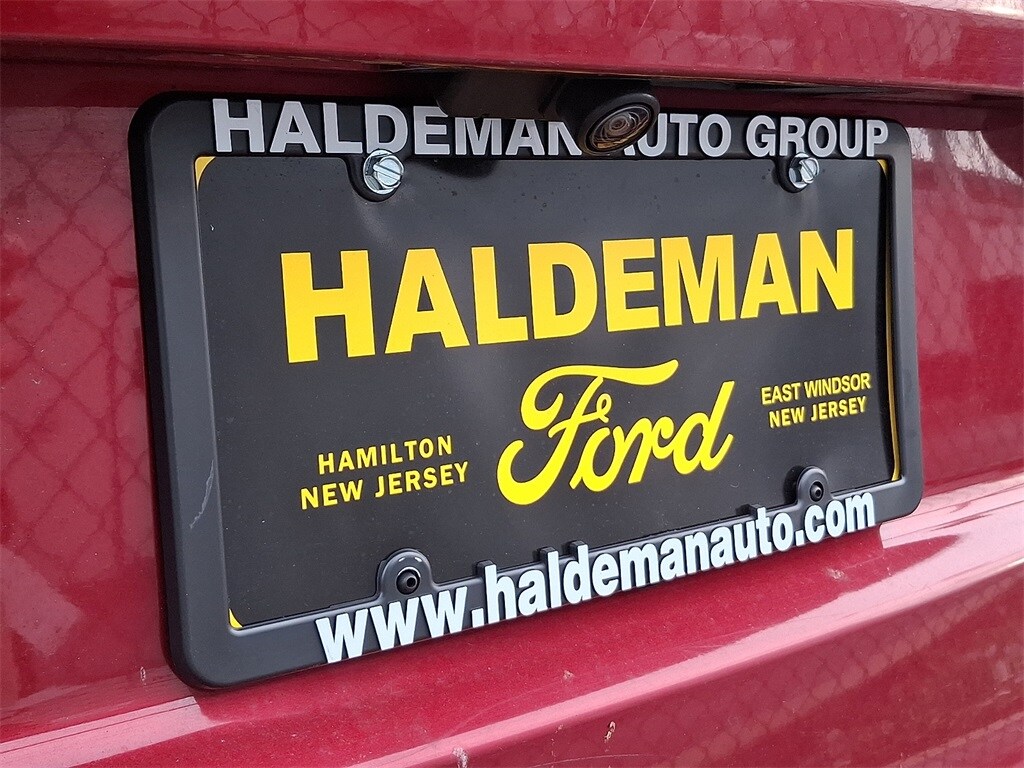 HALDEMAN AUTO GROUP
HALDEMAN
Ford
HAMILTON
NEW JERSEY
EAST WINDSOR
NEW JERSEY
www.haldemanauto.com